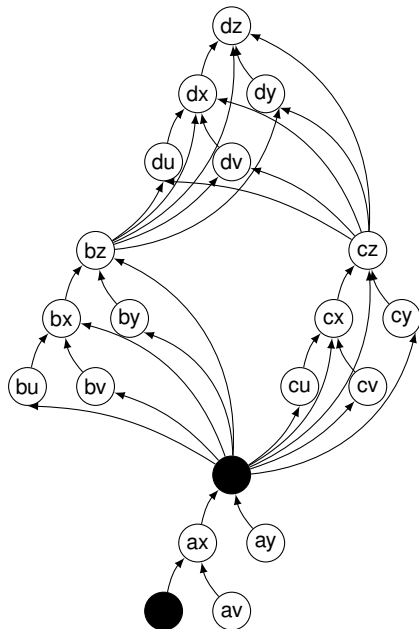 dz
dx dy
du dv
bz cz
bx by cx cy
bu bv cu cv
ax ay
av